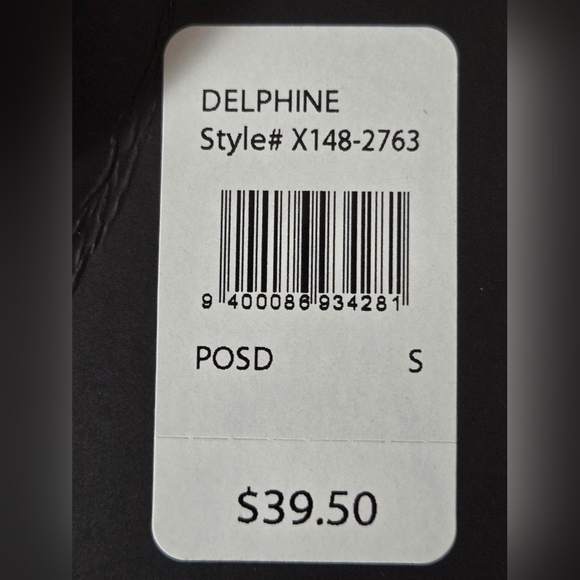 DELPHINE
Style# X148-2763
9 400086 934281
POSD S
$39.50